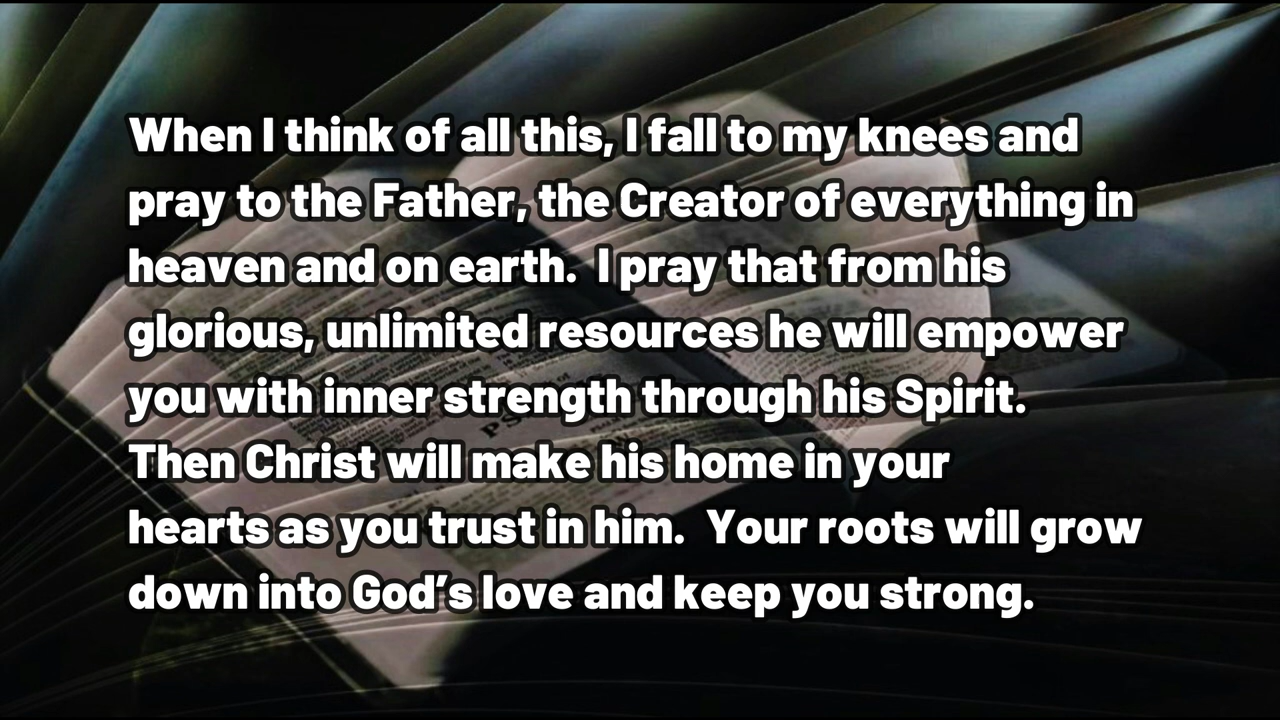 When I think of all this, I fall to my knees and
pray to the Father, the Creator of everything in
heaven and on earth.  I pray that from his
glorious, unlimited resources he will empower
you with inner strength through his Spirit.
Then Christ will make his home in your
hearts as you trust in him.  Your roots will grow
down into God’s love and keep you strong.